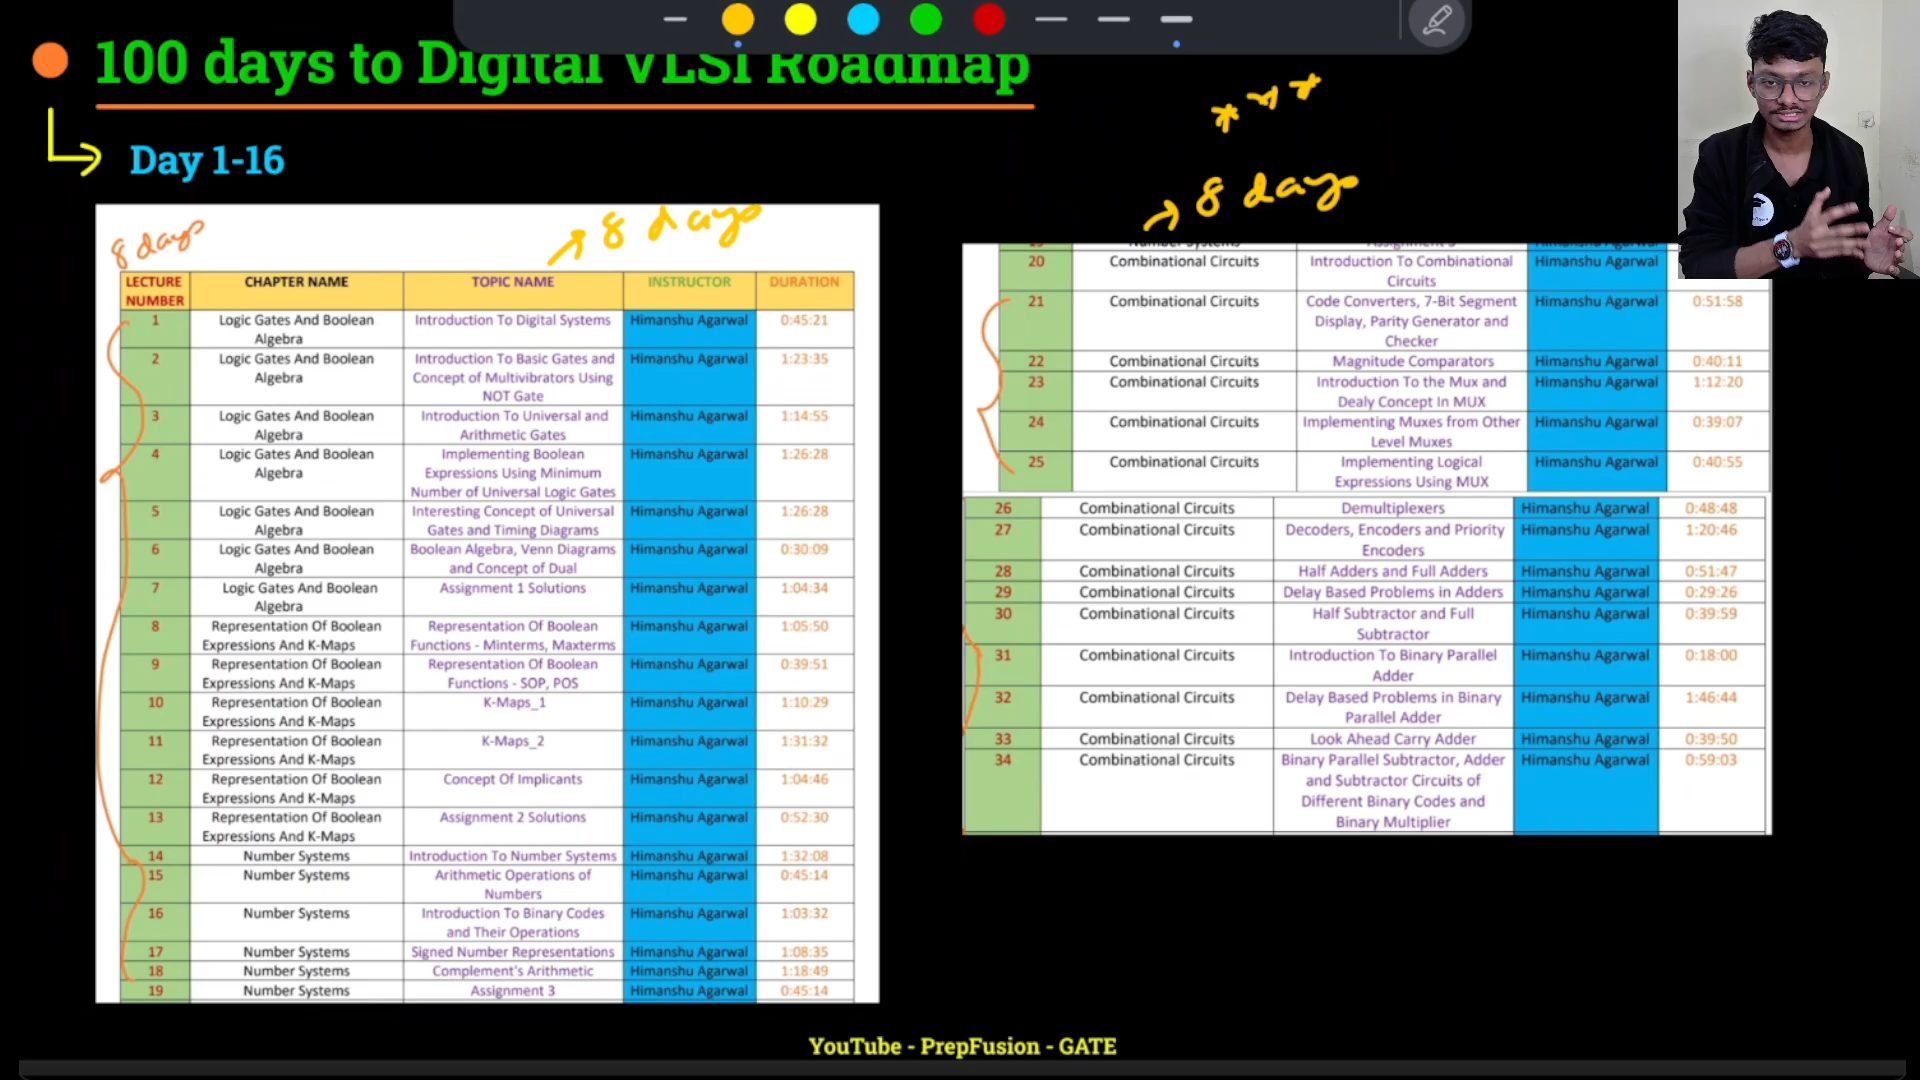 100 days to Digital VLSI Roadmap
Day 1-16
8 days
→ 8 days
→ 8 days
LECTURE NUMBER CHAPTER NAME TOPIC NAME INSTRUCTOR DURATION
1 Logic Gates And Boolean Algebra Introduction To Digital Systems Himanshu Agarwal 0:45:21
2 Logic Gates And Boolean Algebra Introduction To Basic Gates and Concept of Multivibrators Using NOT Gate Himanshu Agarwal 1:23:35
3 Logic Gates And Boolean Algebra Introduction To Universal and Arithmetic Gates Himanshu Agarwal 1:14:55
4 Logic Gates And Boolean Algebra Implementing Boolean Expressions Using Minimum Number of Universal Logic Gates Himanshu Agarwal 1:26:28
5 Logic Gates And Boolean Algebra Interesting Concept of Universal Gates and Timing Diagrams Himanshu Agarwal 1:26:28
6 Logic Gates And Boolean Algebra Boolean Algebra, Venn Diagrams and Concept of Dual Himanshu Agarwal 0:30:09
7 Logic Gates And Boolean Algebra Assignment 1 Solutions Himanshu Agarwal 1:04:34
8 Representation Of Boolean Expressions And K-Maps Representation Of Boolean Functions - Minterms, Maxterms Himanshu Agarwal 1:05:50
9 Representation Of Boolean Expressions And K-Maps Representation Of Boolean Functions - SOP, POS Himanshu Agarwal 0:39:51
10 Representation Of Boolean Expressions And K-Maps K-Maps_1 Himanshu Agarwal 1:10:29
11 Representation Of Boolean Expressions And K-Maps K-Maps_2 Himanshu Agarwal 1:31:32
12 Representation Of Boolean Expressions And K-Maps Concept Of Implicants Himanshu Agarwal 1:04:46
13 Representation Of Boolean Expressions And K-Maps Assignment 2 Solutions Himanshu Agarwal 0:52:30
14 Number Systems Introduction To Number Systems Himanshu Agarwal 1:32:08
15 Number Systems Arithmetic Operations of Numbers Himanshu Agarwal 0:45:14
16 Number Systems Introduction To Binary Codes and Their Operations Himanshu Agarwal 1:03:32
17 Number Systems Signed Number Representations Himanshu Agarwal 1:08:35
18 Number Systems Complement's Arithmetic Himanshu Agarwal 1:18:49
19 Number Systems Assignment 3 Himanshu Agarwal 0:45:14
20 Combinational Circuits Introduction To Combinational Circuits Himanshu Agarwal
21 Combinational Circuits Code Converters, 7-Bit Segment Display, Parity Generator and Checker Himanshu Agarwal 0:51:58
22 Combinational Circuits Magnitude Comparators Himanshu Agarwal 0:40:11
23 Combinational Circuits Introduction To the Mux and Dealy Concept In MUX Himanshu Agarwal 1:12:20
24 Combinational Circuits Implementing Muxes from Other Level Muxes Himanshu Agarwal 0:39:07
25 Combinational Circuits Implementing Logical Expressions Using MUX Himanshu Agarwal 0:40:55
26 Combinational Circuits Demultiplexers Himanshu Agarwal 0:48:48
27 Combinational Circuits Decoders, Encoders and Priority Encoders Himanshu Agarwal 1:20:46
28 Combinational Circuits Half Adders and Full Adders Himanshu Agarwal 0:51:47
29 Combinational Circuits Delay Based Problems in Adders Himanshu Agarwal 0:29:26
30 Combinational Circuits Half Subtractor and Full Subtractor Himanshu Agarwal 0:39:59
31 Combinational Circuits Introduction To Binary Parallel Adder Himanshu Agarwal 0:18:00
32 Combinational Circuits Delay Based Problems in Binary Parallel Adder Himanshu Agarwal 1:46:44
33 Combinational Circuits Look Ahead Carry Adder Himanshu Agarwal 0:39:50
34 Combinational Circuits Binary Parallel Subtractor, Adder and Subtractor Circuits of Different Binary Codes and Binary Multiplier Himanshu Agarwal 0:59:03
YouTube - PrepFusion - GATE